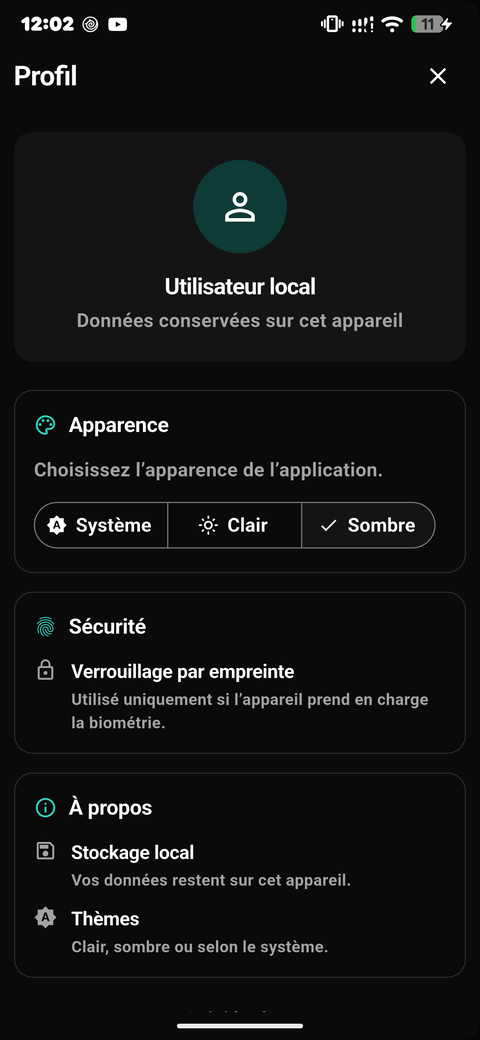 12:02
11
Profil
Utilisateur local
Données conservées sur cet appareil
Apparence
Choisissez l’apparence de l’application.
Système
Clair
Sombre
Sécurité
Verrouillage par empreinte
Utilisé uniquement si l’appareil prend en charge
la biométrie.
À propos
Stockage local
Vos données restent sur cet appareil.
Thèmes
Clair, sombre ou selon le système.